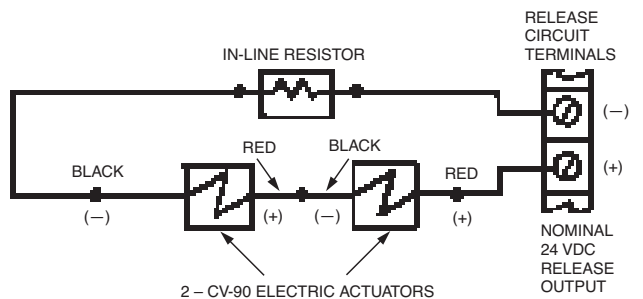 RELEASE
CIRCUIT
TERMINALS
IN-LINE RESISTOR
(—)
RED
BLACK
BLACK
RED
(+)
(—)
(+)
(—)
(+)
NOMINAL
24 VDC
RELEASE
OUTPUT
2 – CV-90 ELECTRIC ACTUATORS